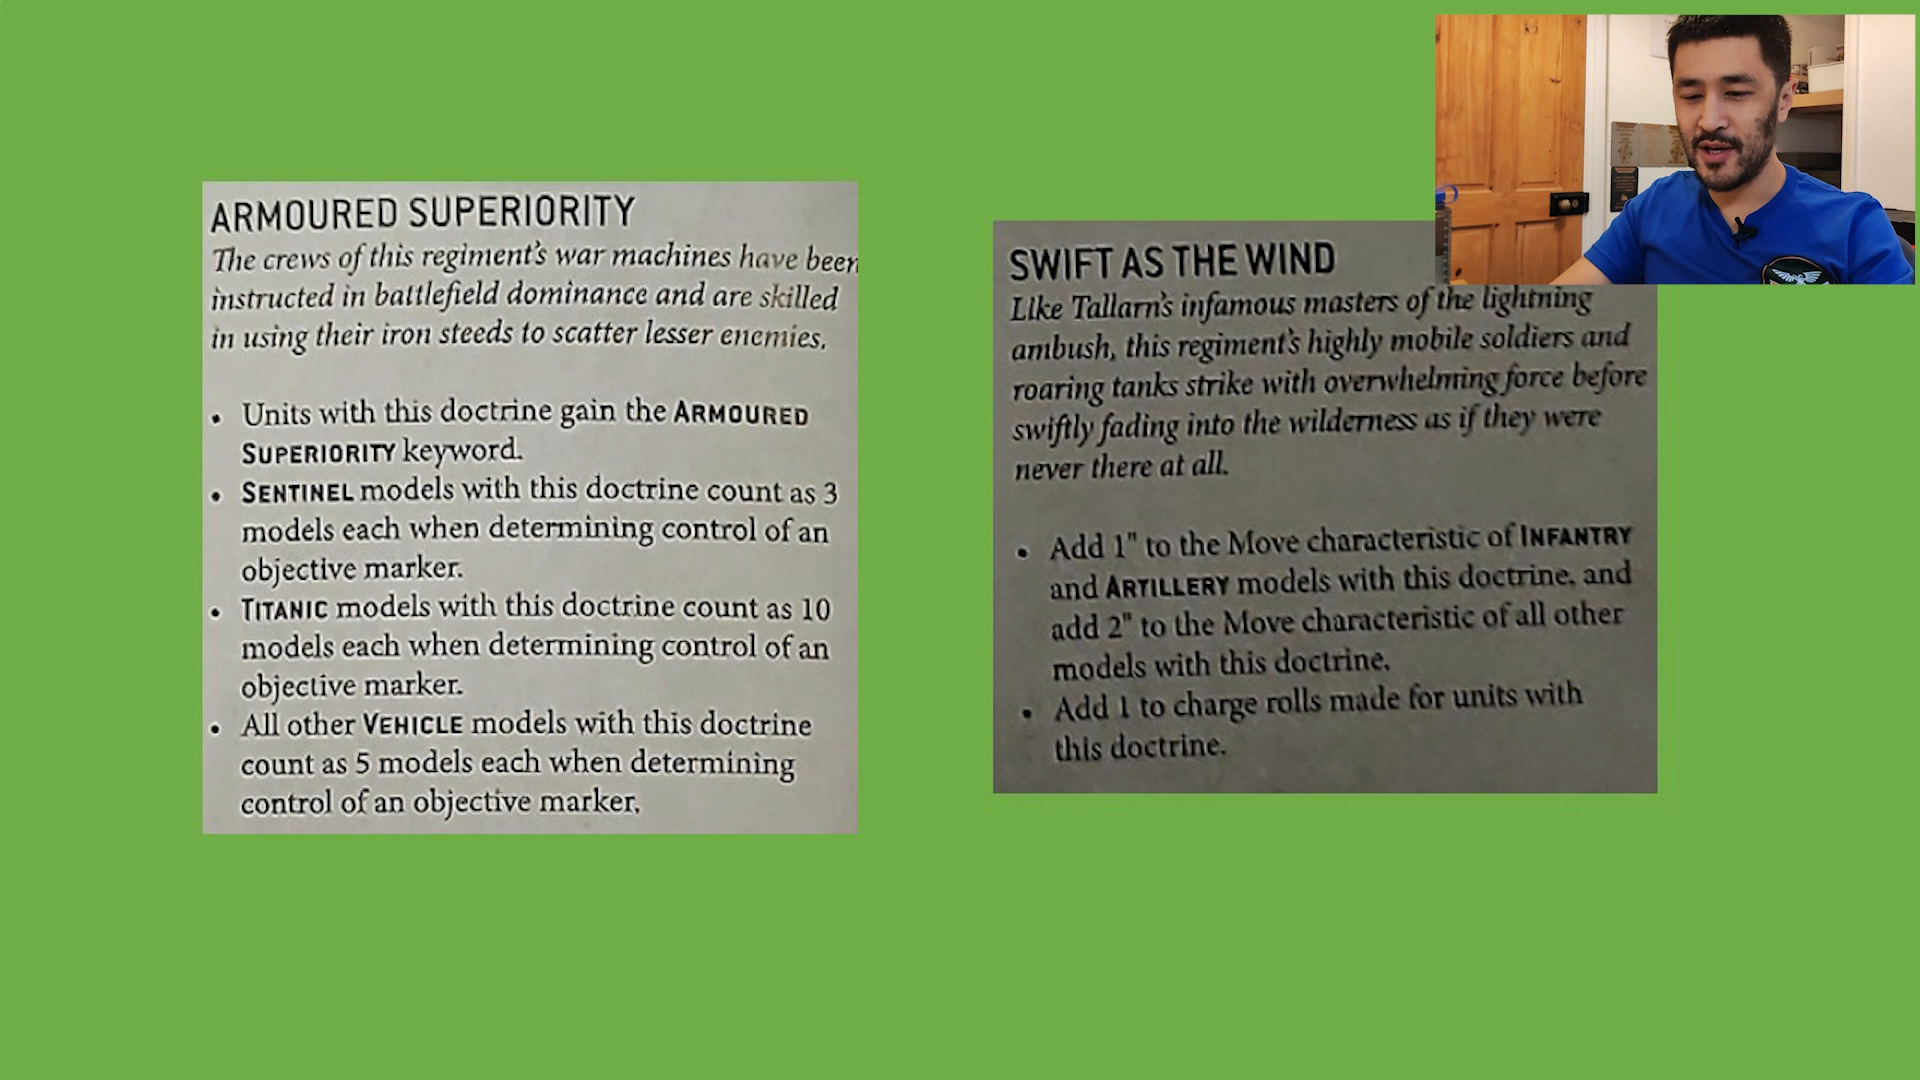 ARMOURED SUPERIORITY
The crews of this regiment's war machines have been
instructed in battlefield dominance and are skilled
in using their iron steeds to scatter lesser enemies.
• Units with this doctrine gain the ARMOURED
SUPERIORITY keyword.
• SENTINEL models with this doctrine count as 3
models each when determining control of an
objective marker.
• TITANIC models with this doctrine count as 10
models each when determining control of an
objective marker.
• All other VEHICLE models with this doctrine
count as 5 models each when determining
control of an objective marker.
SWIFT AS THE WIND
Like Tallarn's infamous masters of the lightning
ambush, this regiment's highly mobile soldiers and
roaring tanks strike with overwhelming force before
swiftly fading into the wilderness as if they were
never there at all.
• Add 1" to the Move characteristic of INFANTRY
and ARTILLERY models with this doctrine, and
add 2" to the Move characteristic of all other
models with this doctrine.
• Add 1 to charge rolls made for units with
this doctrine.